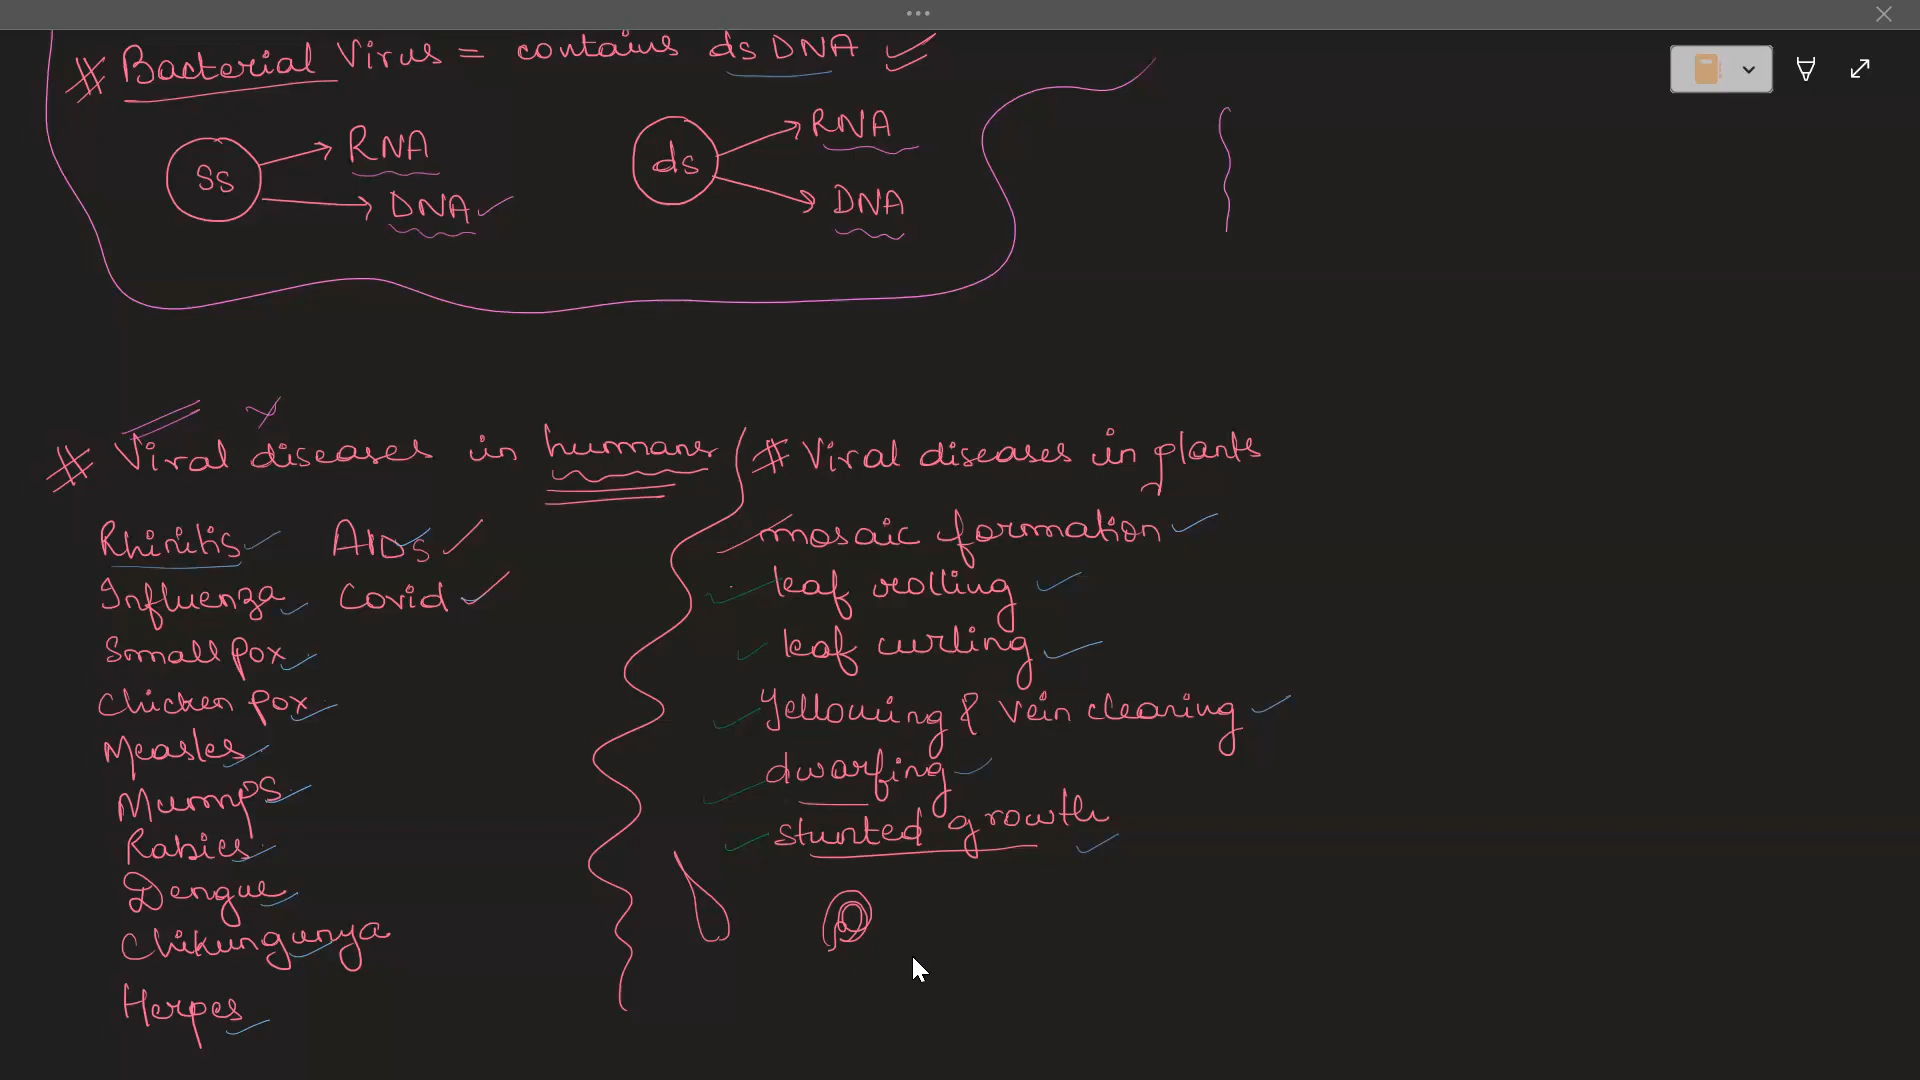 # Bacterial Virus = contains ds DNA
ss
RNA
DNA
ds
RNA
DNA
# Viral diseases in humans
Rhinitis
AIDs
Influenza
Covid
Small Pox
Chicken Pox
Measles
Mumps
Rabies
Dengue
Chikungunya
Herpes
# Viral diseases in plants
mosaic formation
leaf rolling
leaf curling
Yellowing & vein clearing
dwarfing
stunted growth